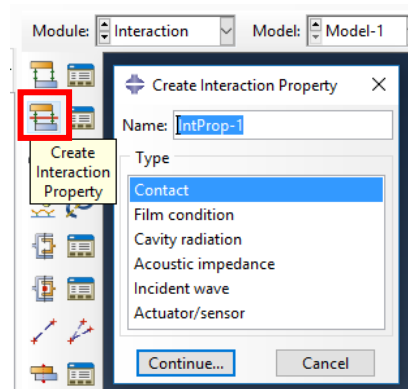 Module: Interaction Model: Model-1
Create Interaction Property
Name: IntProp-1
Create
Interaction
Property
Type
Contact
Film condition
Cavity radiation
Acoustic impedance
Incident wave
Actuator/sensor
Continue... Cancel